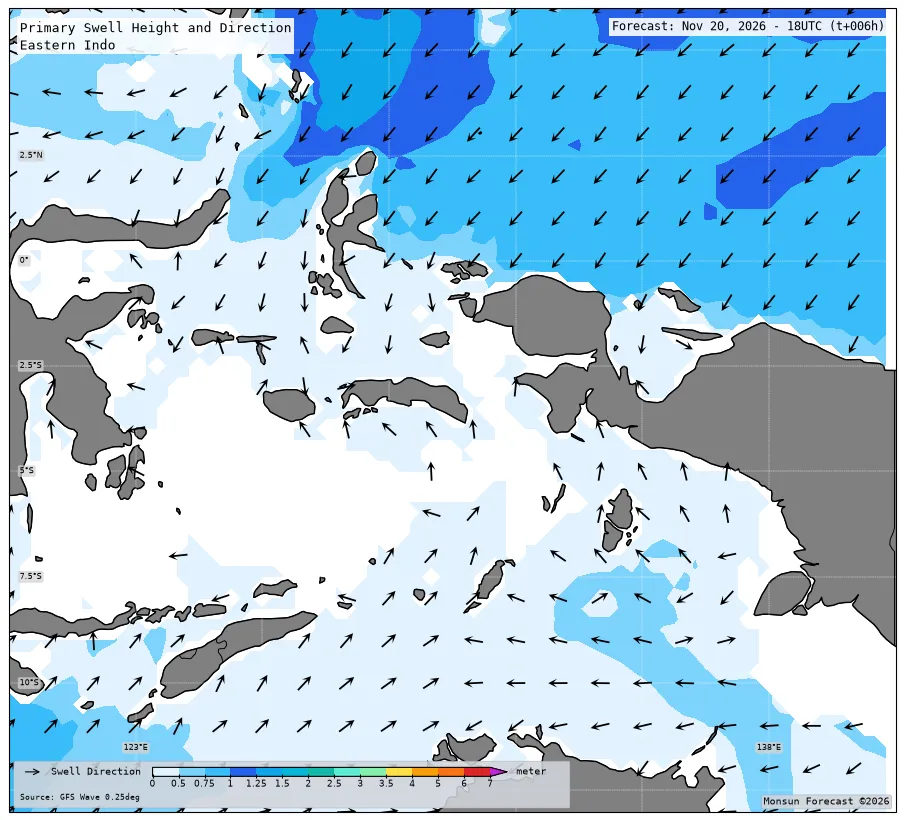 Primary Swell Height and Direction
Eastern Indo
Forecast: Nov 20, 2026 - 18UTC (t+006h)
2.5°N
0°
2.5°S
5°S
7.5°S
10°S
123°E
138°E
Swell Direction
meter
0 0.5 0.75 1 1.25 1.5 2 2.5 3 3.5 4 5 6 7
Source: GFS Wave 0.25deg
Monsun Forecast ©2026